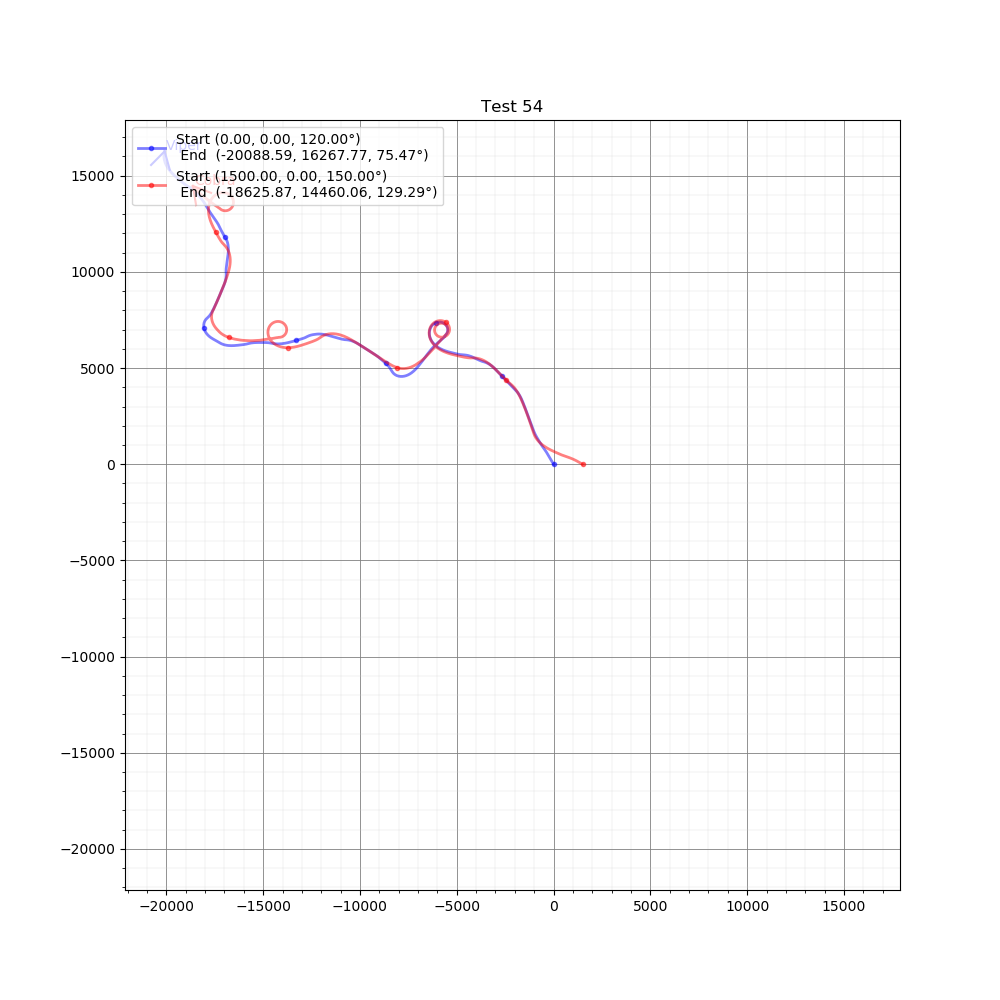 Test 54
Start (0.00, 0.00, 120.00°)
End (-20088.59, 16267.77, 75.47°)
Start (1500.00, 0.00, 150.00°)
End (-18625.87, 14460.06, 129.29°)
15000
10000
5000
0
−5000
−10000
−15000
−20000
−20000 −15000 −10000 −5000 0 5000 10000 15000